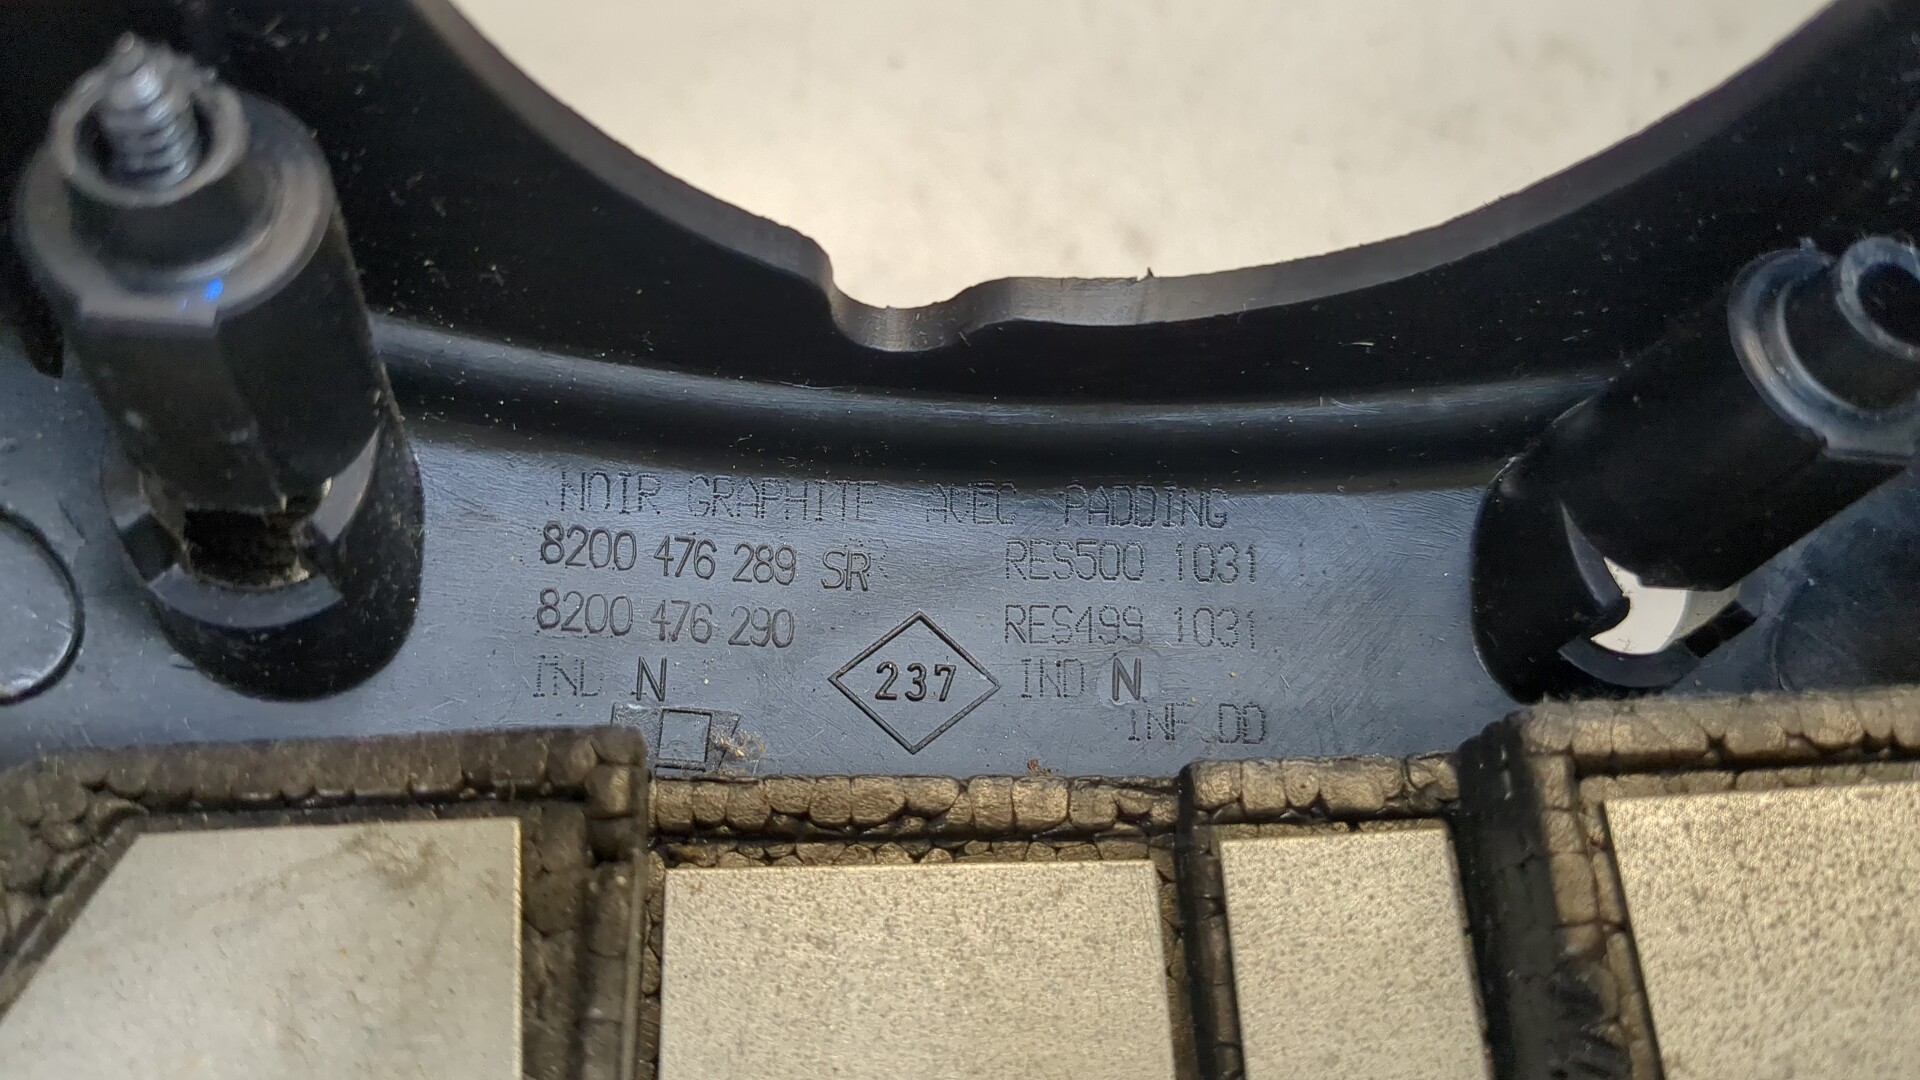 NOIR GRAPHITE AVEC PADDING
8200 476 289 SR RES500 1031
8200 476 290 RES499 1031
IND N 237 IND N
INF DD